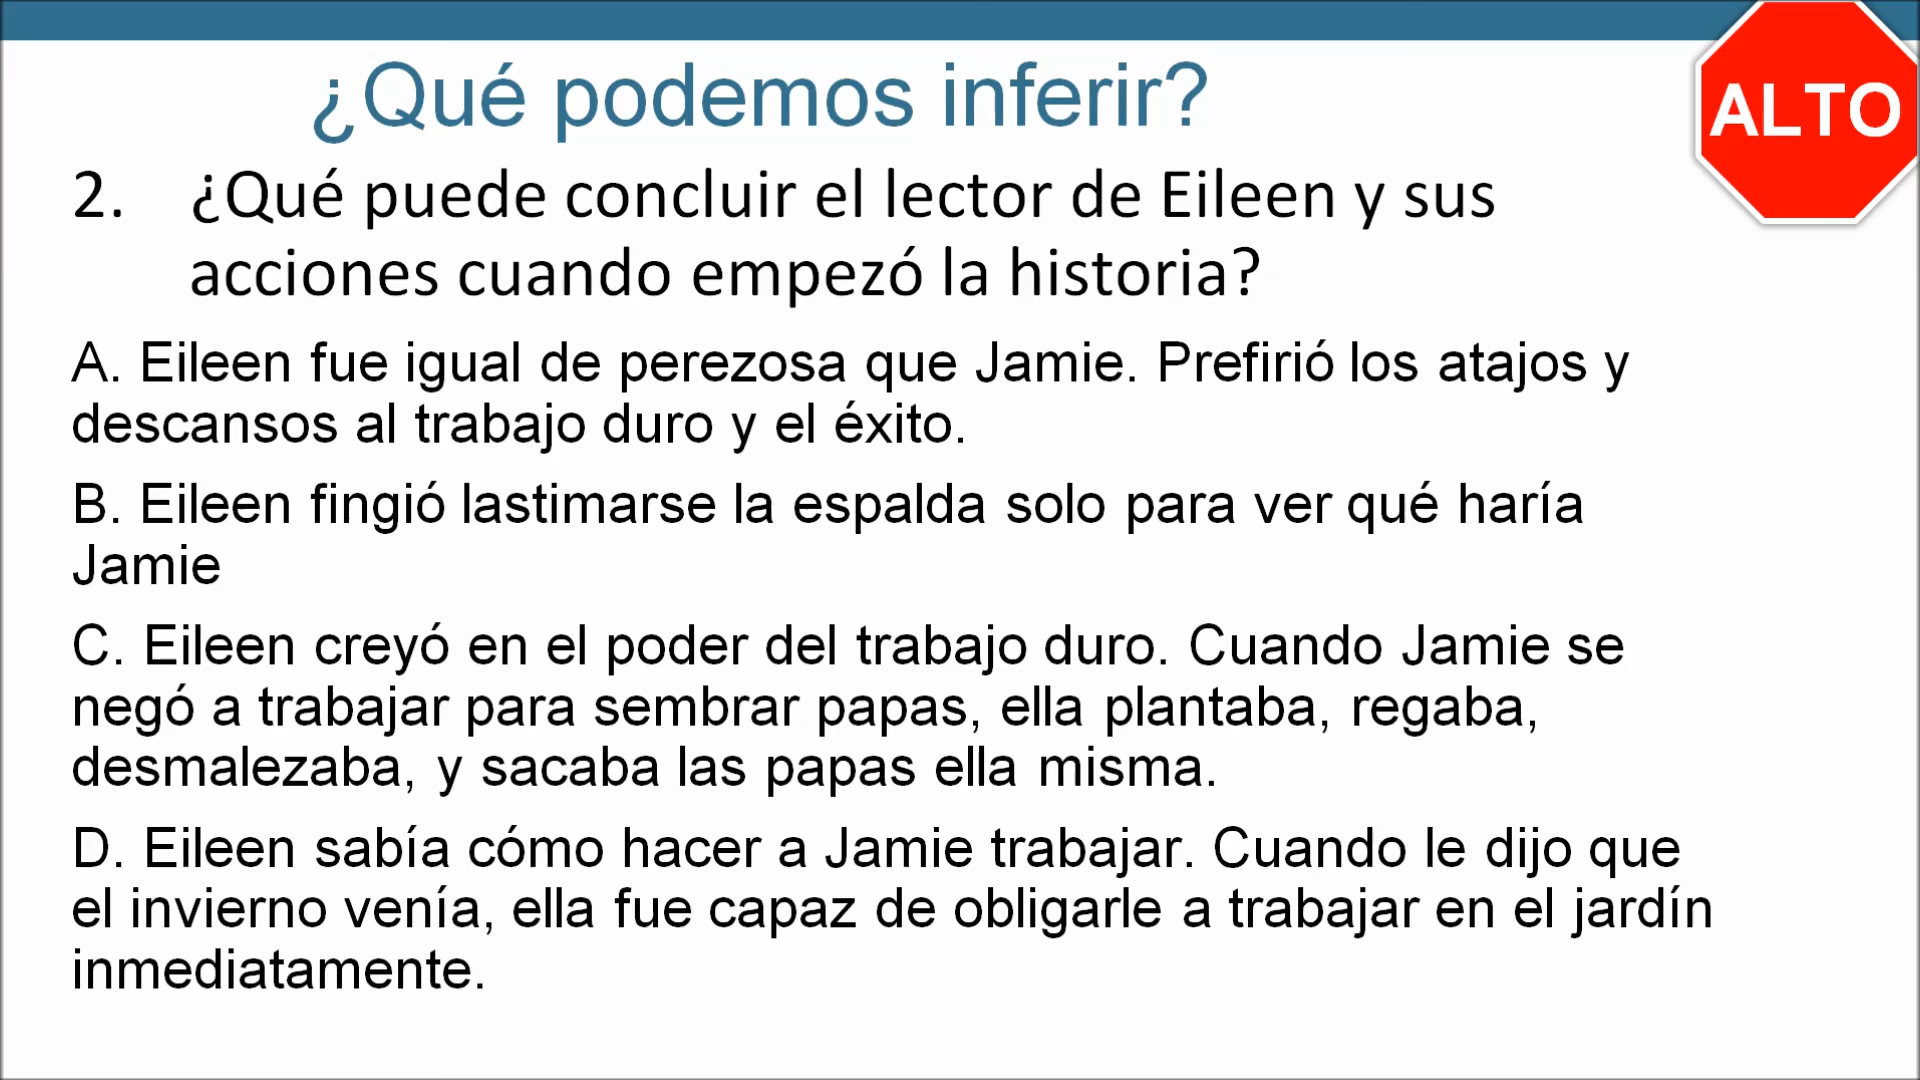 ¿Qué podemos inferir?
ALTO
2. ¿Qué puede concluir el lector de Eileen y sus
acciones cuando empezó la historia?
A. Eileen fue igual de perezosa que Jamie. Prefirió los atajos y
descansos al trabajo duro y el éxito.
B. Eileen fingió lastimarse la espalda solo para ver qué haría
Jamie
C. Eileen creyó en el poder del trabajo duro. Cuando Jamie se
negó a trabajar para sembrar papas, ella plantaba, regaba,
desmalezaba, y sacaba las papas ella misma.
D. Eileen sabía cómo hacer a Jamie trabajar. Cuando le dijo que
el invierno venía, ella fue capaz de obligarle a trabajar en el jardín
inmediatamente.